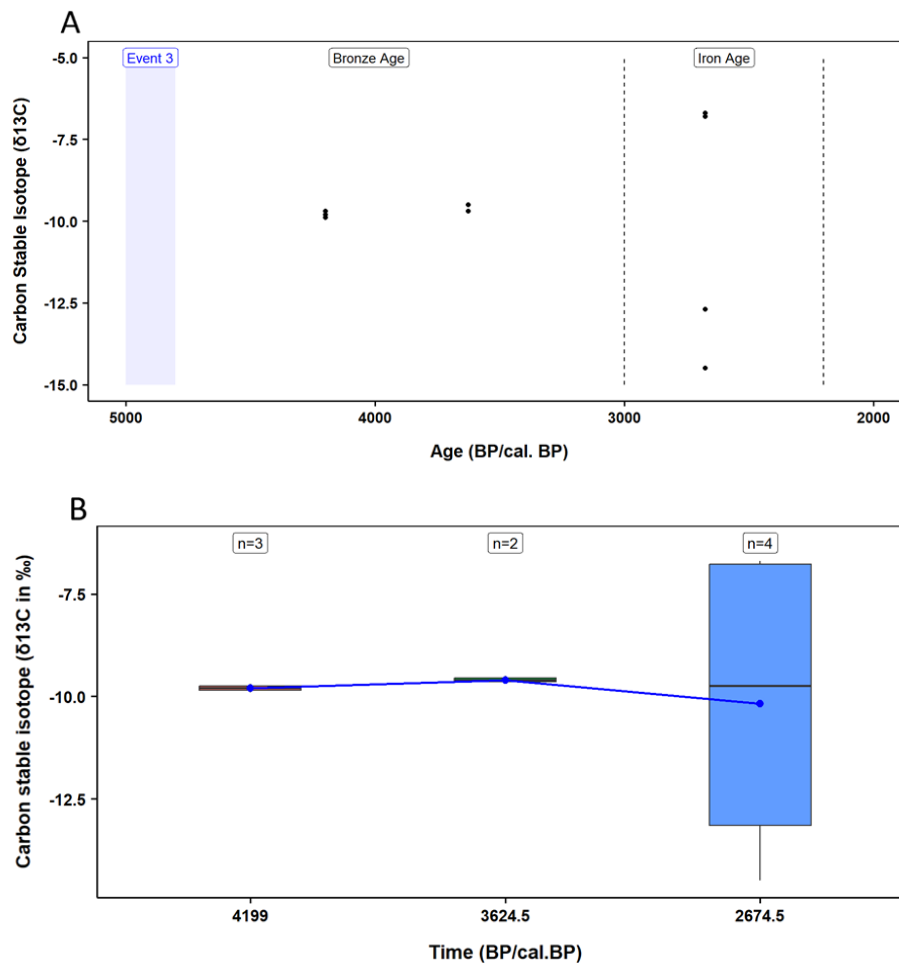 A
Event 3 Bronze Age Iron Age
-5.0
-7.5
-10.0
-12.5
-15.0
Carbon Stable Isotope (δ13C)
5000 4000 3000 2000
Age (BP/cal. BP)
B
n=3 n=2 n=4
-7.5
-10.0
-12.5
Carbon stable isotope (δ13C in ‰)
4199 3624.5 2674.5
Time (BP/cal.BP)